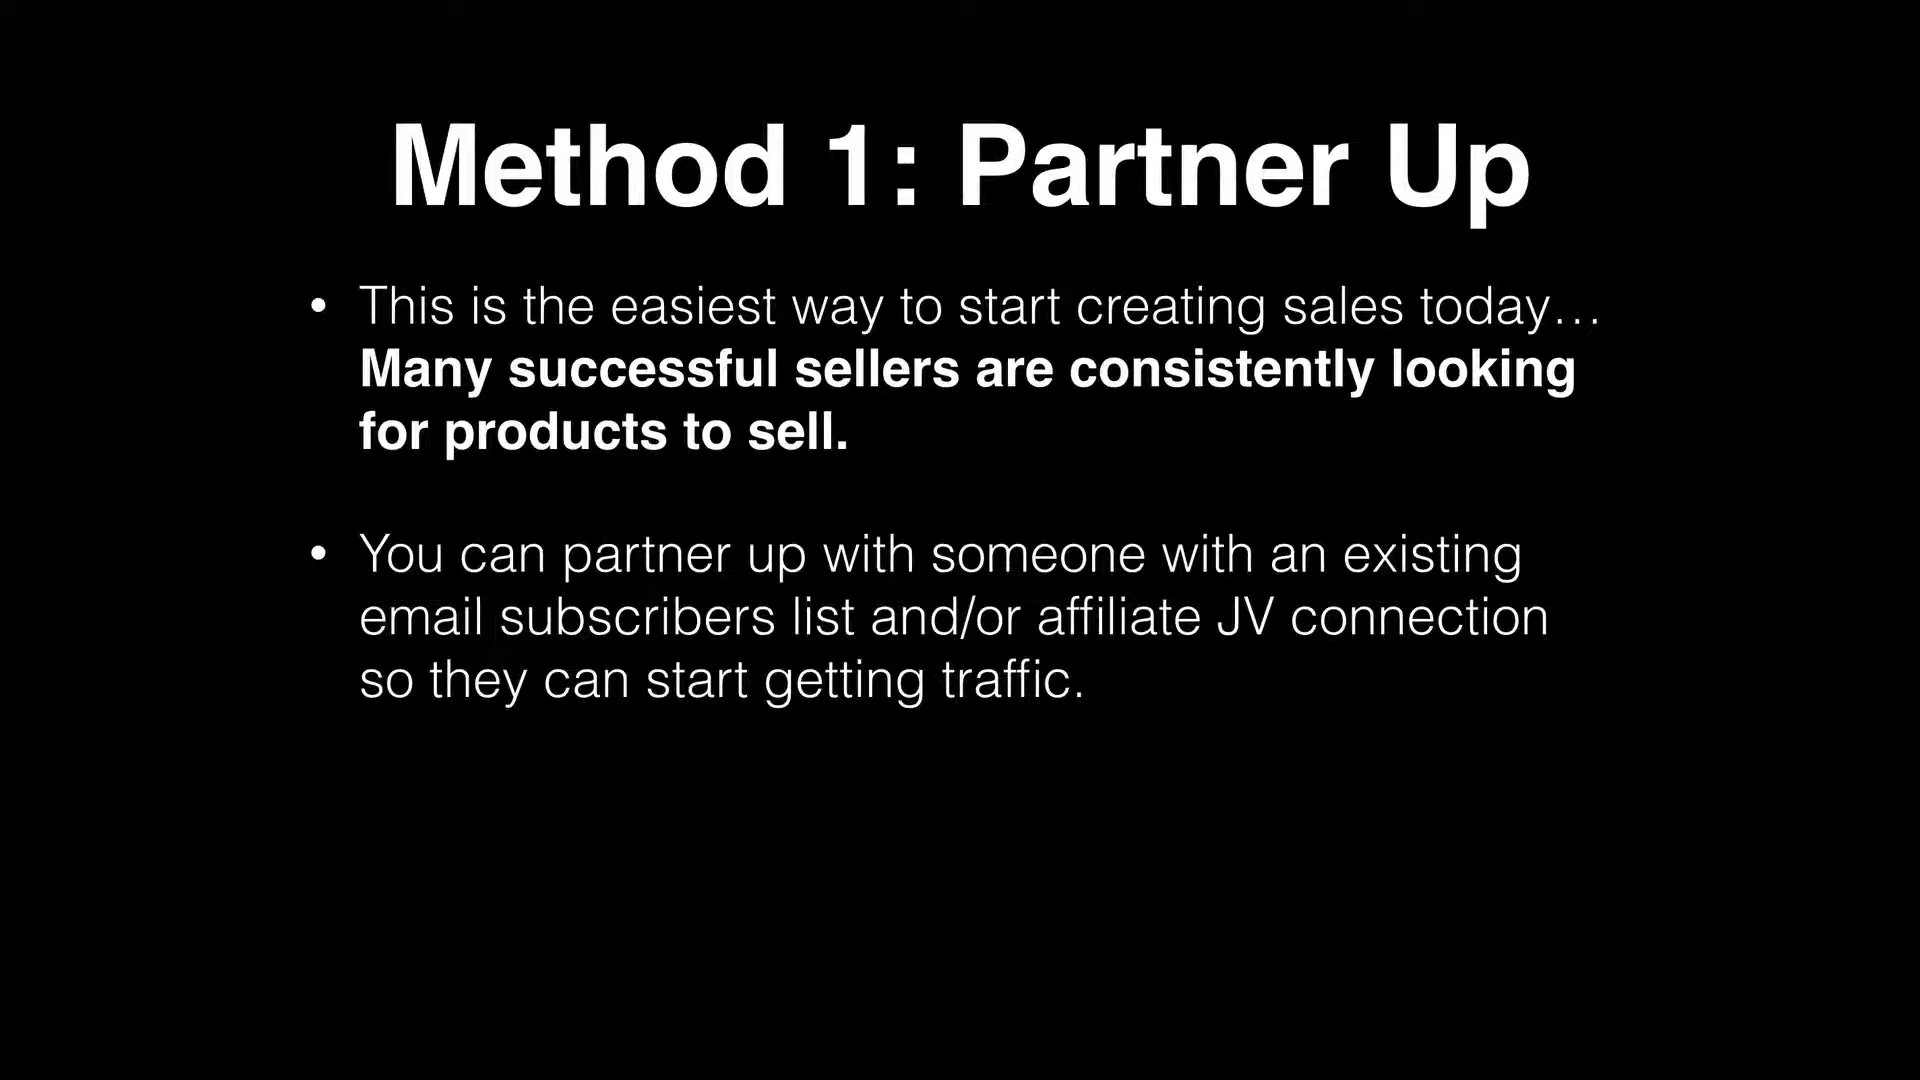 Method 1: Partner Up
• This is the easiest way to start creating sales today…
Many successful sellers are consistently looking
for products to sell.
• You can partner up with someone with an existing
email subscribers list and/or affiliate JV connection
so they can start getting traffic.